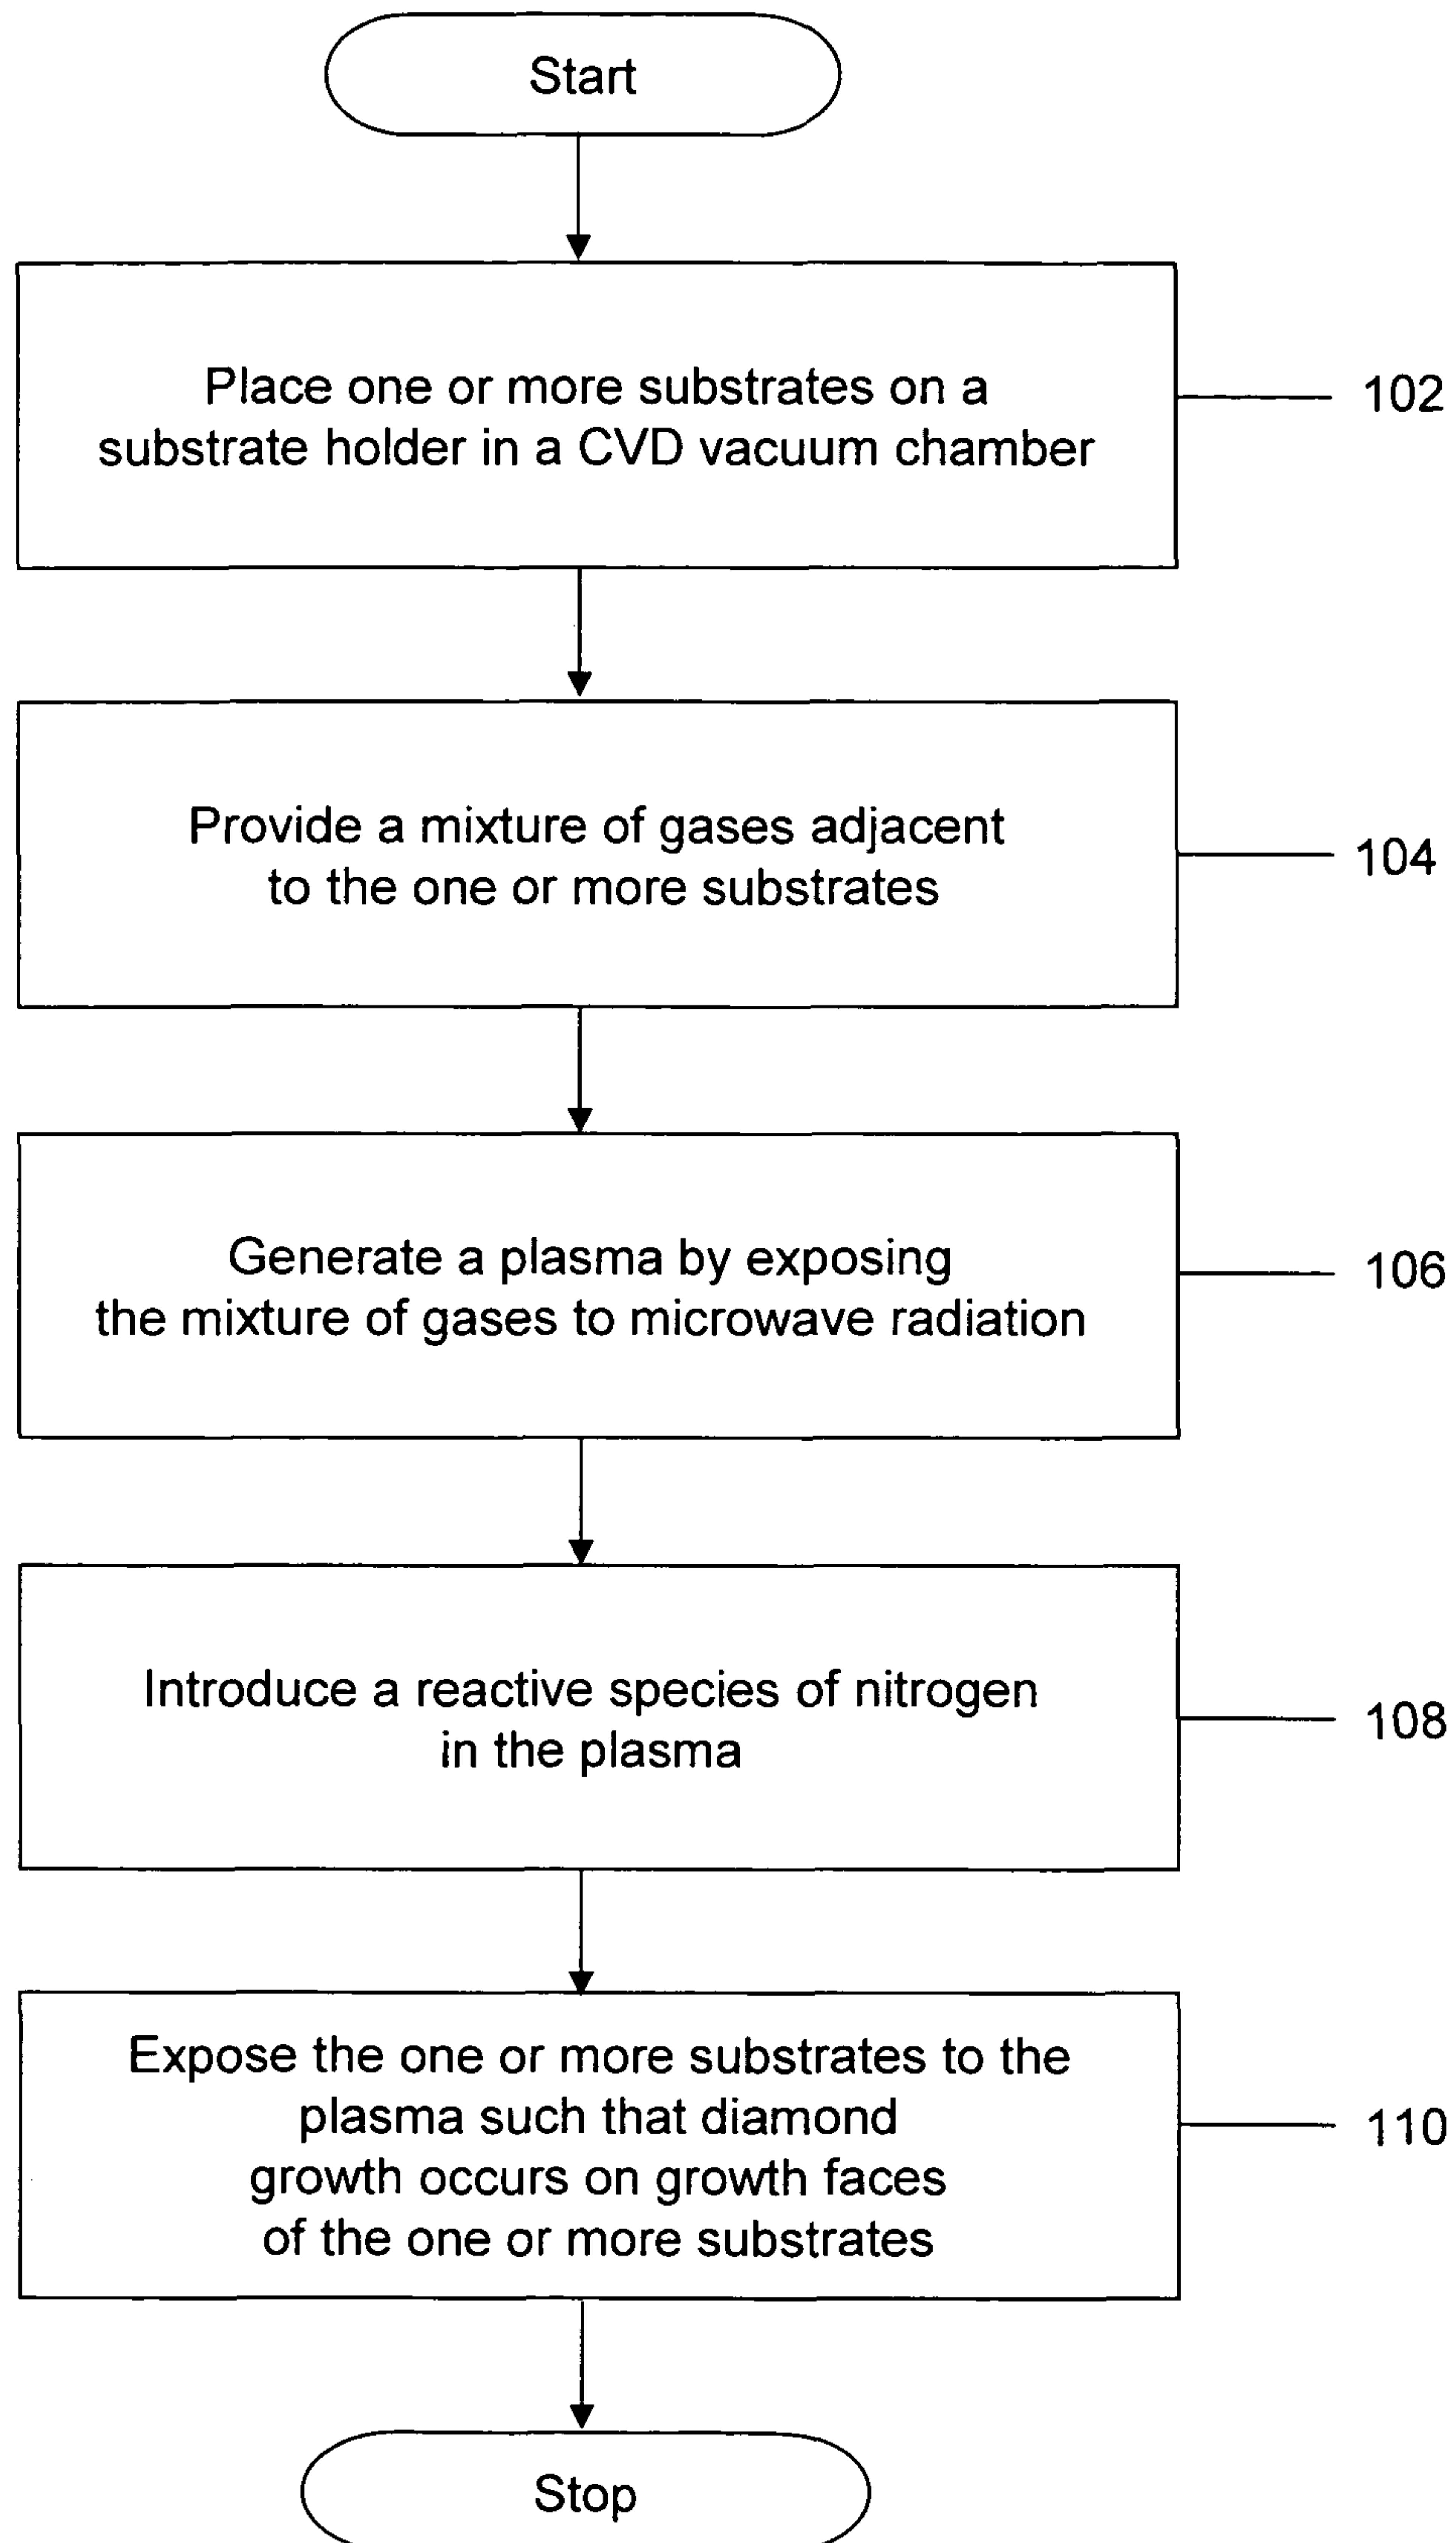 Start
Place one or more substrates on a
substrate holder in a CVD vacuum chamber
102
Provide a mixture of gases adjacent
to the one or more substrates
104
Generate a plasma by exposing
the mixture of gases to microwave radiation
106
Introduce a reactive species of nitrogen
in the plasma
108
Expose the one or more substrates to the
plasma such that diamond
growth occurs on growth faces
of the one or more substrates
110
Stop